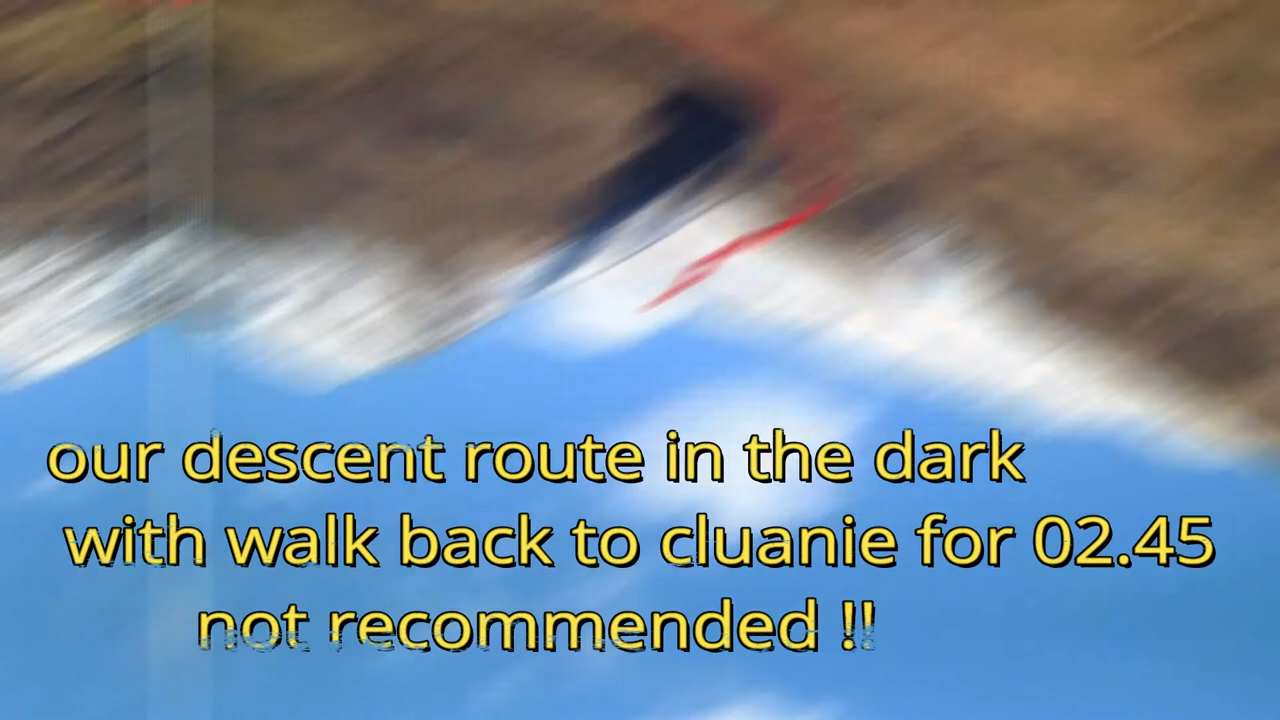 our descent route in the dark
with walk back to cluanie for 02.45
not recommended !!